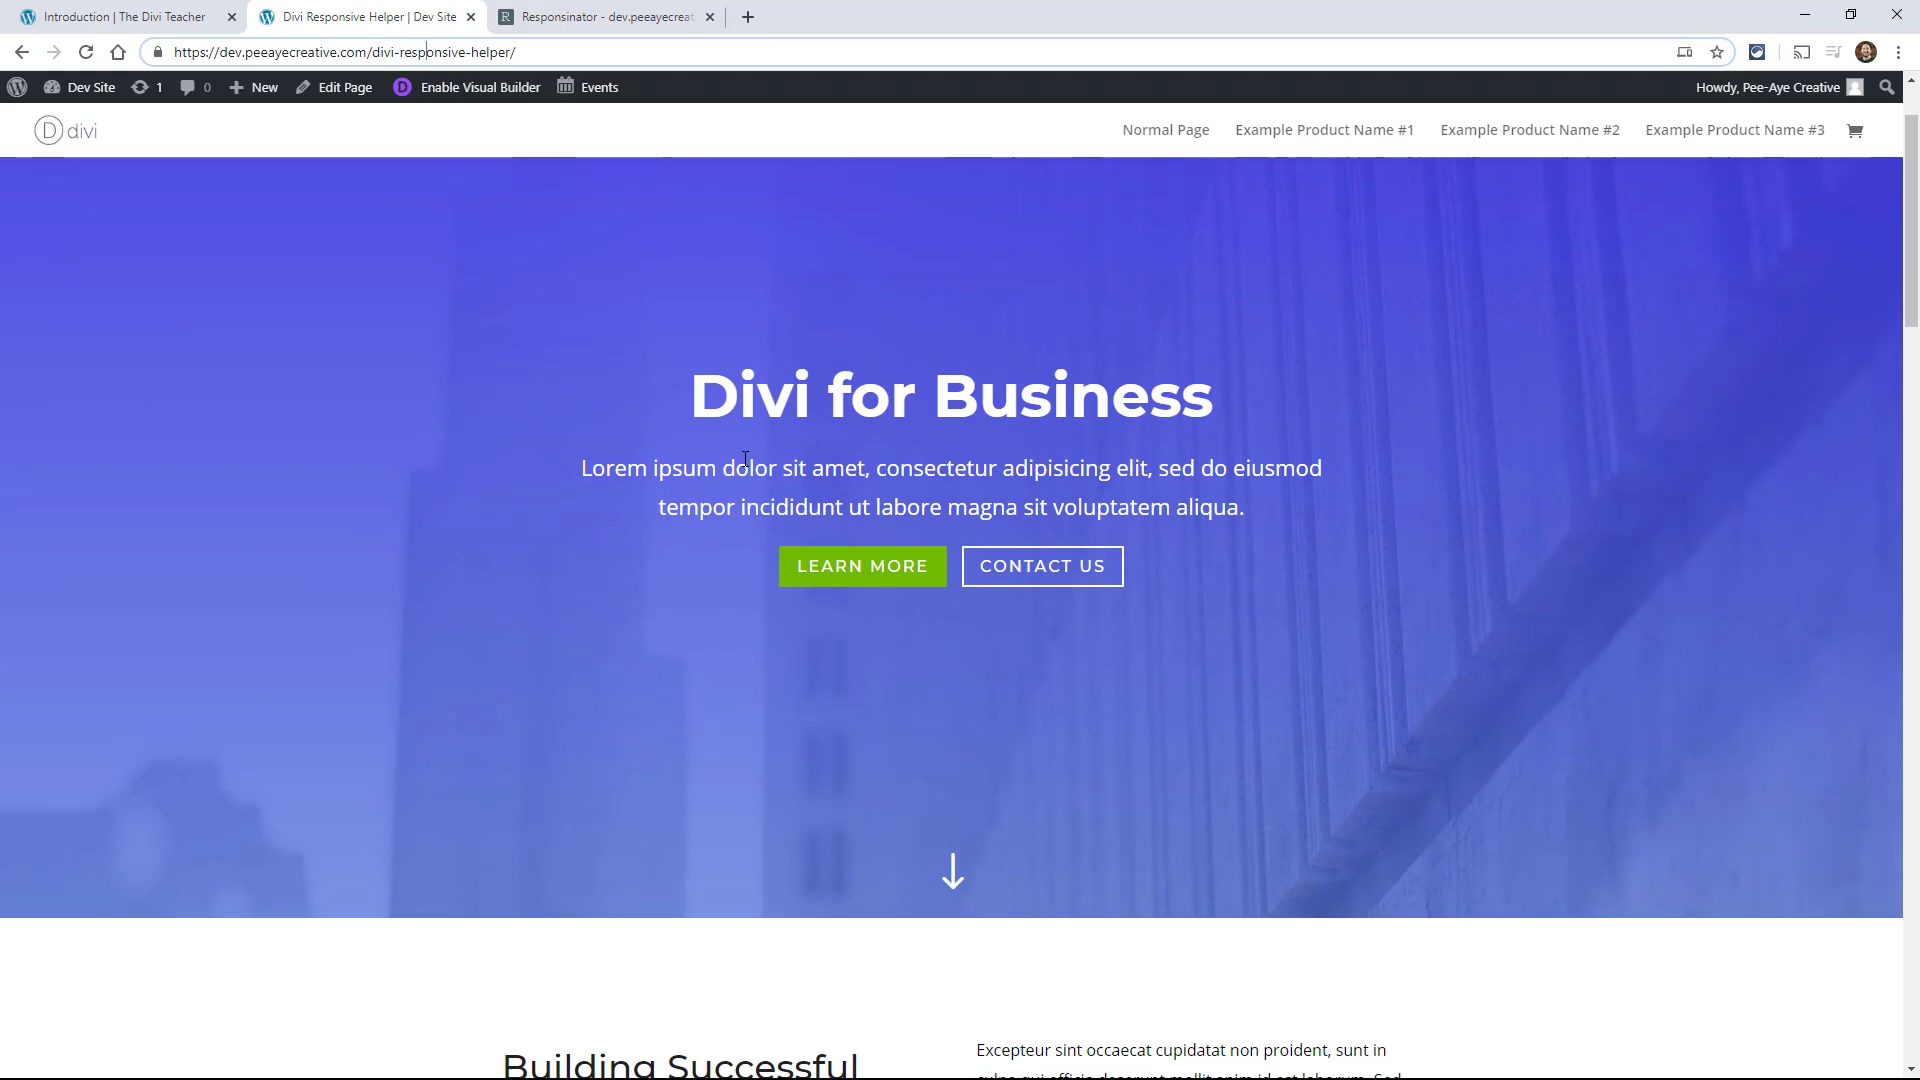 Introduction | The Divi Teacher
Divi Responsive Helper | Dev Site
Responsinator - dev.peeayecreat
https://dev.peeayecreative.com/divi-responsive-helper/
Dev Site 1 0 New Edit Page Enable Visual Builder Events Howdy, Pee-Aye Creative
divi Normal Page Example Product Name #1 Example Product Name #2 Example Product Name #3
Divi for Business
Lorem ipsum dolor sit amet, consectetur adipisicing elit, sed do eiusmod
tempor incididunt ut labore magna sit voluptatem aliqua.
LEARN MORE CONTACT US
Building Successful
Excepteur sint occaecat cupidatat non proident, sunt in